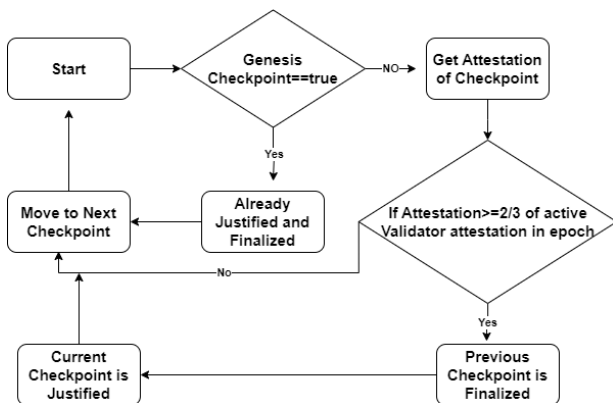 Start
Genesis
Checkpoint==true
NO
Get Attestation
of Checkpoint
Yes
Move to Next
Checkpoint
Already
Justified and
Finalized
If Attestation>=2/3 of active
Validator attestation in epoch
No
Yes
Current
Checkpoint is
Justified
Previous
Checkpoint is
Finalized